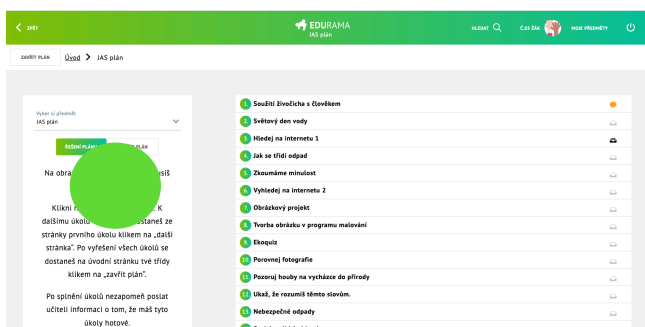 ZPĚT
EDURAMA
JAS plán
HLEDAT
Č.03 ŽÁK
MOJE PŘEDMĚTY
ZAVŘÍT PLÁN
Úvod
JAS plán
Vyber si předmět
JAS plán
ŘEŠENÍ PLÁNU
PLÁN
Na
Klikni
K
dalšímu úkolu
ze
stránky prvního úkolu klikem na „další
stránka“. Po vyřešení všech úkolů se
dostaneš na úvodní stránku tvé třídy
klikem na „zavřít plán“.
Po splnění úkolů nezapomeň poslat
učiteli informaci o tom, že máš tyto
úkoly hotové.
1. Soužití živočicha s člověkem
2. Světový den vody
3. Hledej na internetu 1
4. Jak se třídí odpad
5. Zkoumáme minulost
6. Vyhledej na internetu 2
7. Obrázkový projekt
8. Tvorba obrázku v programu malování
9. Ekoquiz
10. Porovnej fotografie
11. Pozoruj houby na vycházce do přírody
12. Ukaž, že rozumíš těmto slovům.
13. Nebezpečné odpady